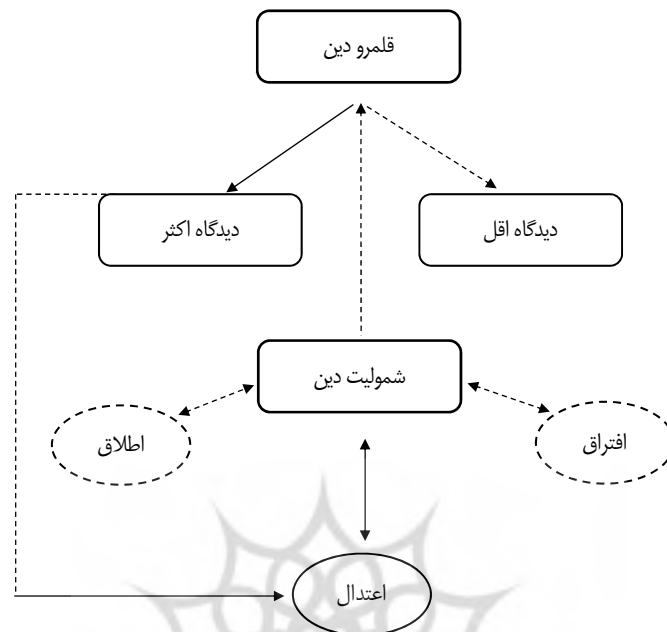 قلمرو دین
دیدگاه اقل
دیدگاه اکثر
شمولیت دین
افتراق
اطلاق
اعتدال